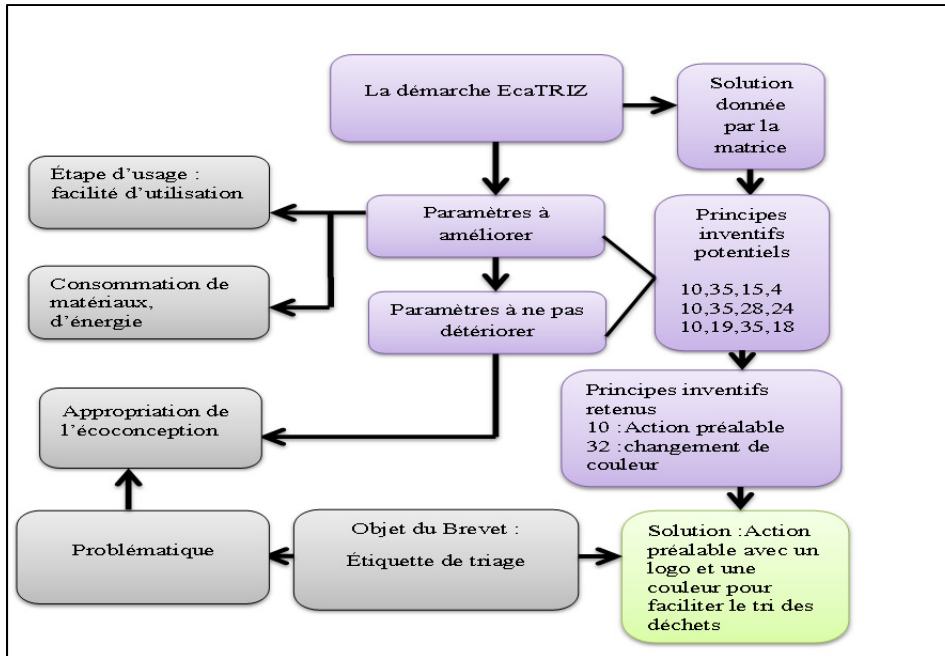 La démarche EcaTRIZ
Solution
donnée
par la
matrice
Étape d'usage :
facilité d'utilisation
Paramètres à
améliorer
Principes
inventifs
potentiels
10,35,15,4
10,35,28,24
10,19,35,18
Consommation de
matériaux,
d'énergie
Paramètres à ne pas
détériorer
Appropriation de
l'écoconception
Principes inventifs
retenus
10 : Action préalable
32 : changement de
couleur
Problématique
Objet du Brevet :
Étiquette de triage
Solution : Action
préalable avec un
logo et une
couleur pour
faciliter le tri des
déchets